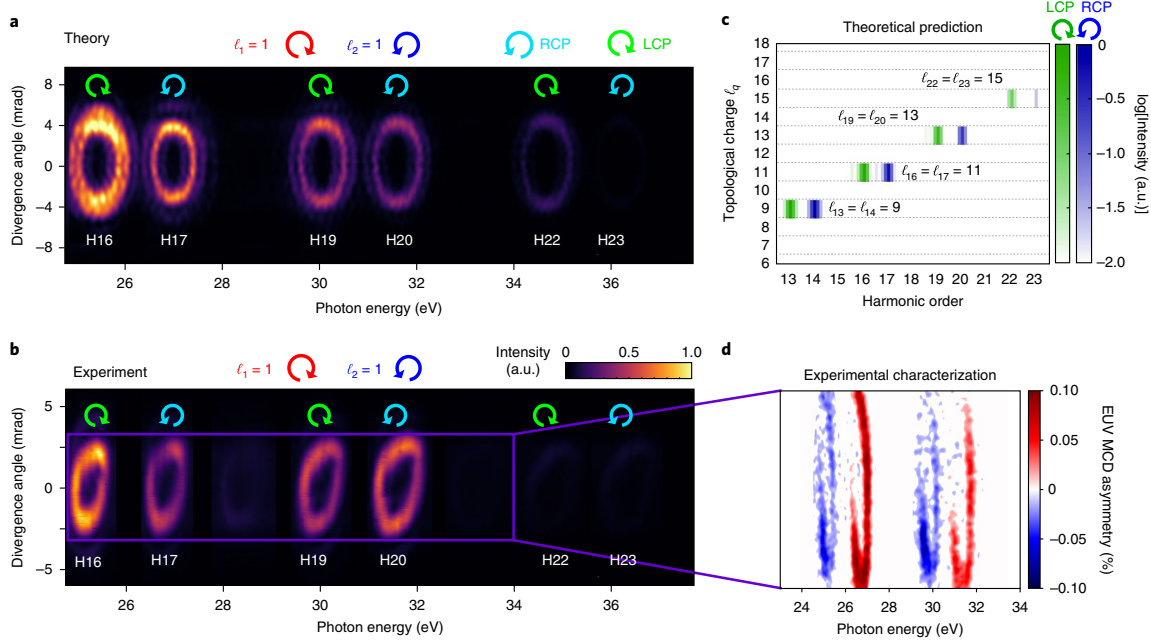 a
Theory
ℓ₁ = 1
ℓ₂ = 1
RCP
LCP
Divergence angle (mrad)
8
4
0
−4
−8
H16
H17
H19
H20
H22
H23
26
28
30
32
34
36
Photon energy (eV)
b
Experiment
ℓ₁ = 1
ℓ₂ = 1
Intensity
(a.u.)
0
0.5
1.0
Divergence angle (mrad)
5
0
−5
H16
H17
H19
H20
H22
H23
26
28
30
32
34
36
Photon energy (eV)
c
Theoretical prediction
LCP
RCP
Topological charge ℓq
18
17
16
15
14
13
12
11
10
9
8
7
6
ℓ₂₂ = ℓ₂₃ = 15
ℓ₁₉ = ℓ₂₀ = 13
ℓ₁₆ = ℓ₁₇ = 11
ℓ₁₃ = ℓ₁₄ = 9
13
14
15
16
17
18
19
20
21
22
23
Harmonic order
0
−0.5
−1.0
−1.5
−2.0
log[Intensity (a.u.)]
d
Experimental characterization
24
26
28
30
32
34
Photon energy (eV)
0.10
0.05
0
−0.05
−0.10
EUV MCD asymmetry (%)